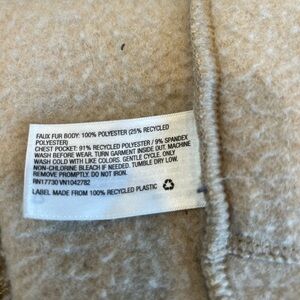 FAUX FUR BODY: 100% POLYESTER (25% RECYCLED
POLYESTER)
CHEST POCKET: 91% RECYCLED POLYESTER / 9% SPANDEX
WASH BEFORE WEAR. TURN GARMENT INSIDE OUT. MACHINE
WASH COLD WITH LIKE COLORS. GENTLE CYCLE. ONLY
NON-CHLORINE BLEACH IF NEEDED. TUMBLE DRY LOW.
REMOVE PROMPTLY. DO NOT IRON.
RN17730 VN1042782
LABEL MADE FROM 100% RECYCLED PLASTIC